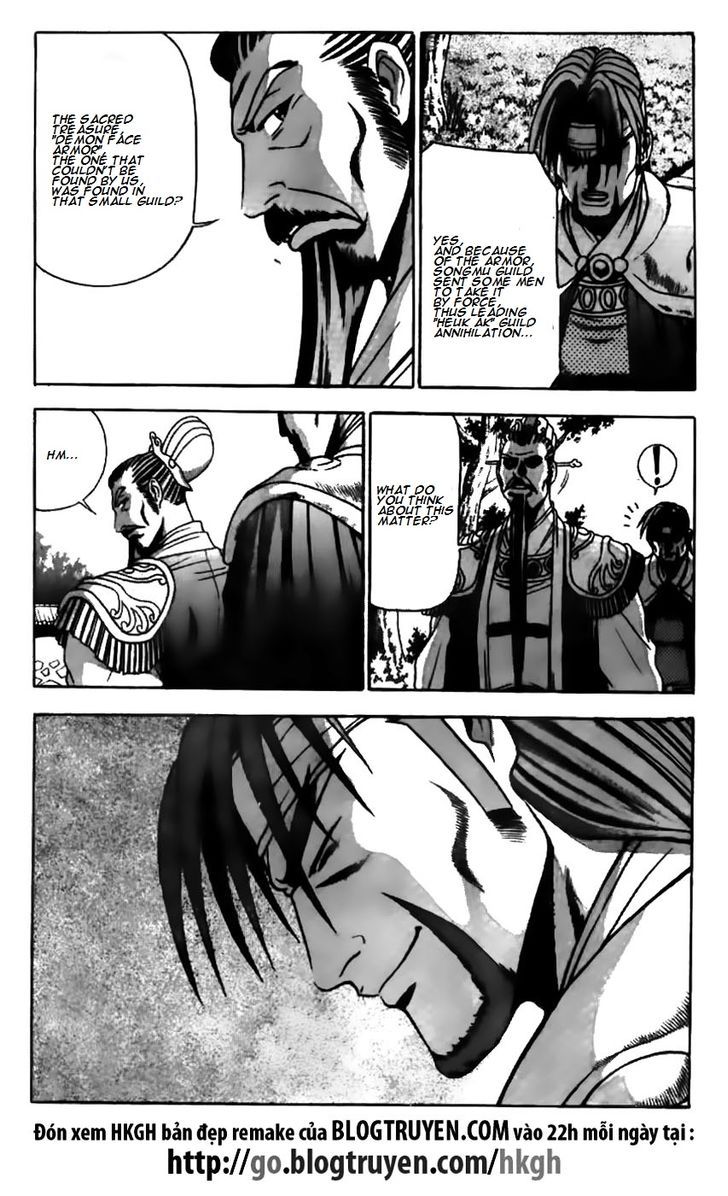 THE SACRED
TREASURE,
"DEMON FACE
ARMOR".
THE ONE THAT
COULDN'T BE
FOUND BY US,
WAS FOUND IN
THAT SMALL GUILD?
YES,
AND BECAUSE
OF THE ARMOR,
SONGMU GUILD
SENT SOME MEN
TO TAKE IT
BY FORCE,
THUS LEADING
"HEUK AK" GUILD
ANNIHILATION...
HM...
WHAT DO
YOU THINK
ABOUT THIS
MATTER?
!
Đón xem HKGH bản đẹp remake của BLOGTRUYEN.COM vào 22h mỗi ngày tại :
http://go.blogtruyen.com/hkgh